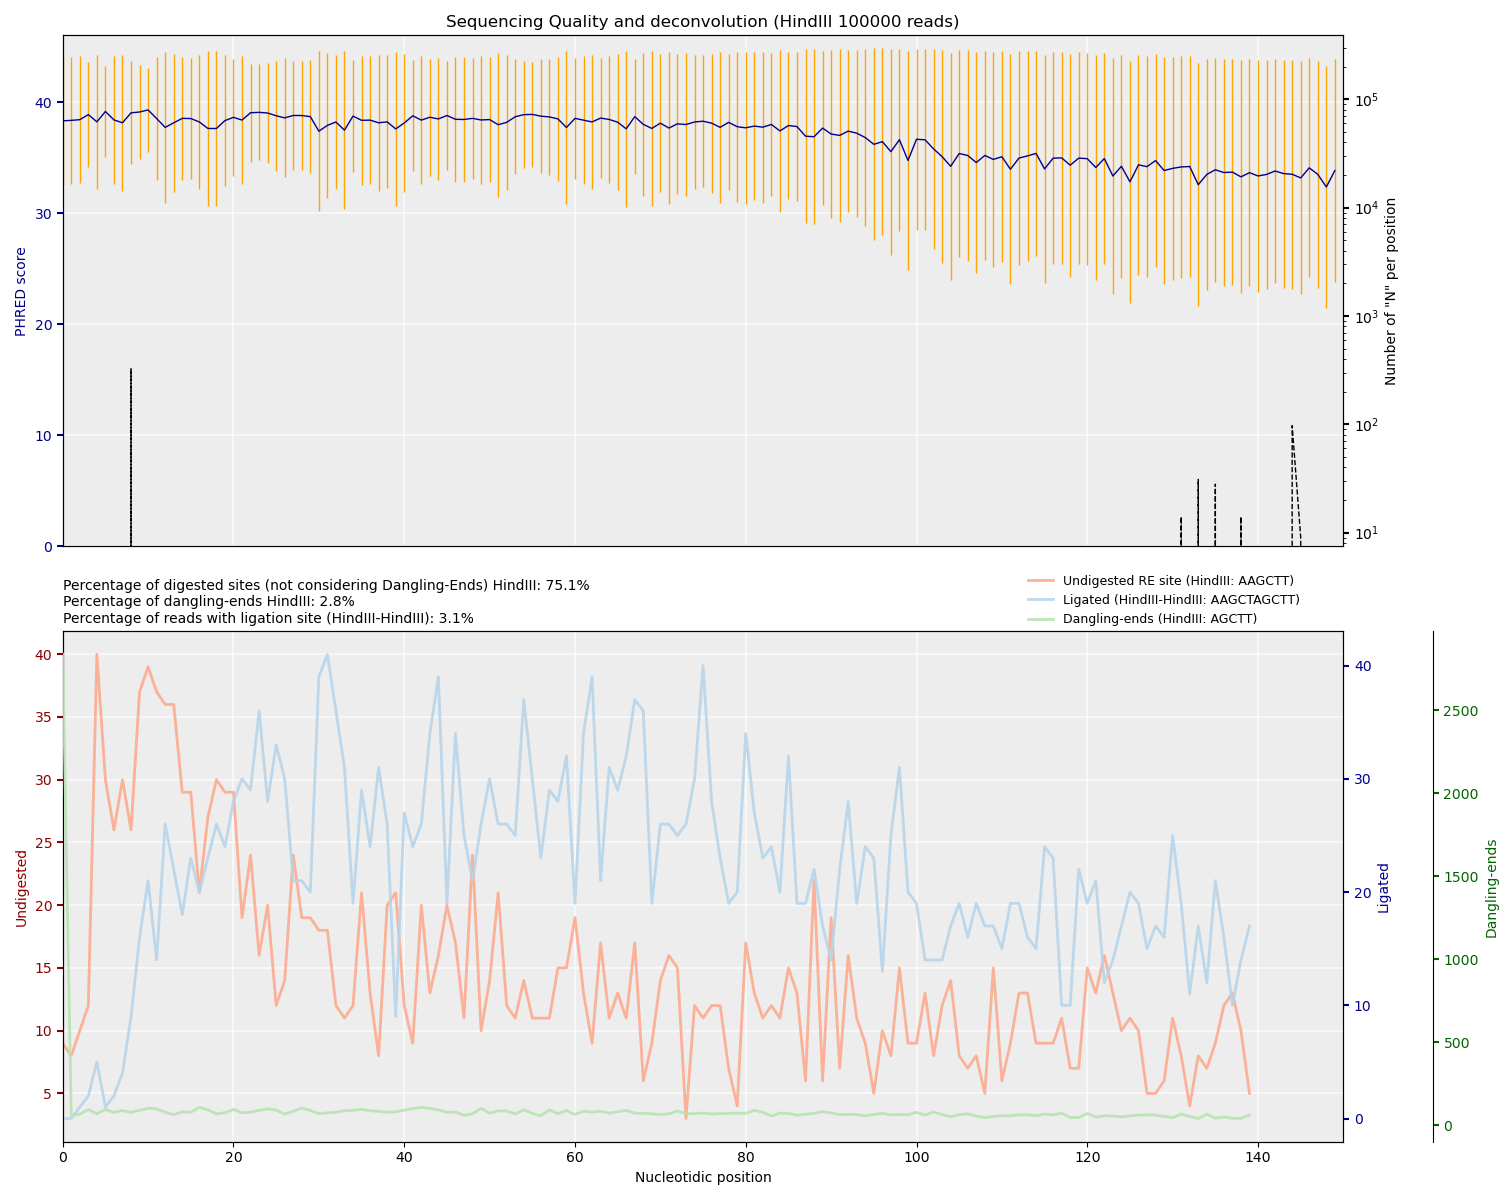 Sequencing Quality and deconvolution (HindIII 100000 reads)
PHRED score
40
30
20
10
0
10^5
10^4
10^3
10^2
10^1
Number of "N" per position
Percentage of digested sites (not considering Dangling-Ends) HindIII: 75.1%
Percentage of dangling-ends HindIII: 2.8%
Percentage of reads with ligation site (HindIII-HindIII): 3.1%
Undigested RE site (HindIII: AAGCTT)
Ligated (HindIII-HindIII: AAGCTAGCTT)
Dangling-ends (HindIII: AGCTT)
Undigested
40
35
30
25
20
15
10
5
40
30
20
10
0
Ligated
2500
2000
1500
1000
500
0
Dangling-ends
0 20 40 60 80 100 120 140
Nucleotidic position